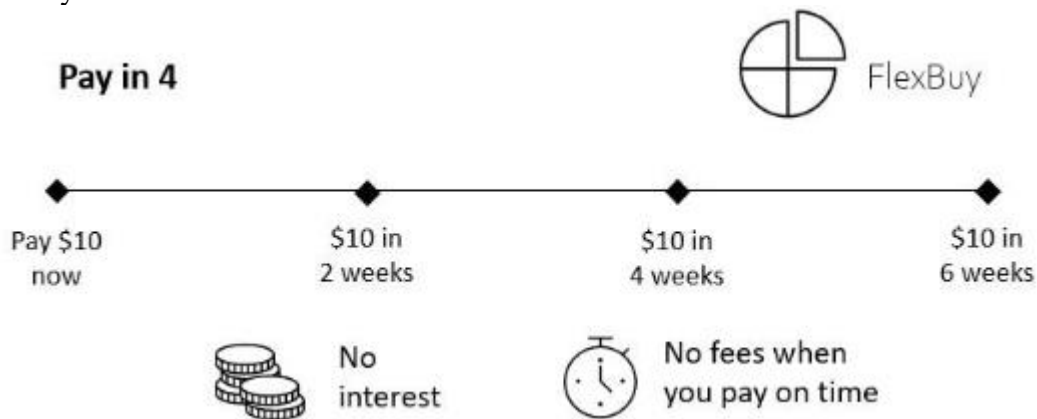 Pay in 4
FlexBuy
Pay $10
now
$10 in
2 weeks
$10 in
4 weeks
$10 in
6 weeks
No
interest
No fees when
you pay on time